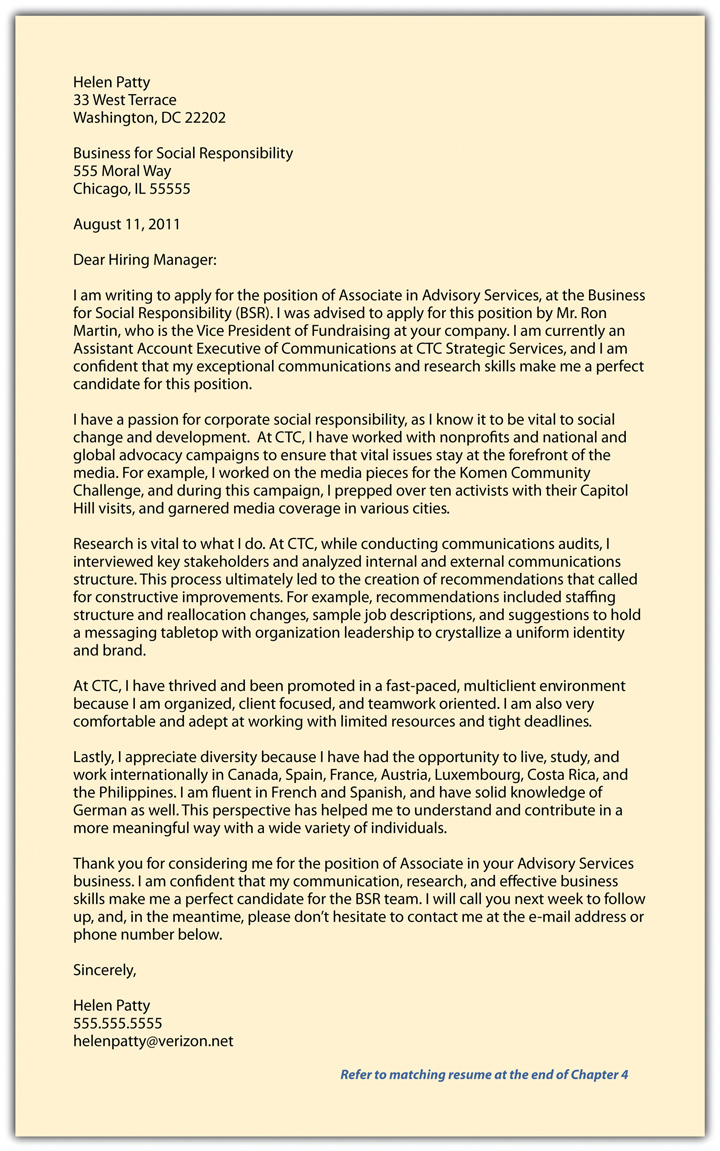 Helen Patty
33 West Terrace
Washington, DC 22202
Business for Social Responsibility
555 Moral Way
Chicago, IL 55555
August 11, 2011
Dear Hiring Manager:
I am writing to apply for the position of Associate in Advisory Services, at the Business
for Social Responsibility (BSR). I was advised to apply for this position by Mr. Ron
Martin, who is the Vice President of Fundraising at your company. I am currently an
Assistant Account Executive of Communications at CTC Strategic Services, and I am
confident that my exceptional communications and research skills make me a perfect
candidate for this position.
I have a passion for corporate social responsibility, as I know it to be vital to social
change and development.  At CTC, I have worked with nonprofits and national and
global advocacy campaigns to ensure that vital issues stay at the forefront of the
media. For example, I worked on the media pieces for the Komen Community
Challenge, and during this campaign, I prepped over ten activists with their Capitol
Hill visits, and garnered media coverage in various cities.
Research is vital to what I do. At CTC, while conducting communications audits, I
interviewed key stakeholders and analyzed internal and external communications
structure. This process ultimately led to the creation of recommendations that called
for constructive improvements. For example, recommendations included staffing
structure and reallocation changes, sample job descriptions, and suggestions to hold
a messaging tabletop with organization leadership to crystallize a uniform identity
and brand.
At CTC, I have thrived and been promoted in a fast-paced, multiclient environment
because I am organized, client focused, and teamwork oriented. I am also very
comfortable and adept at working with limited resources and tight deadlines.
Lastly, I appreciate diversity because I have had the opportunity to live, study, and
work internationally in Canada, Spain, France, Austria, Luxembourg, Costa Rica, and
the Philippines. I am fluent in French and Spanish, and have solid knowledge of
German as well. This perspective has helped me to understand and contribute in a
more meaningful way with a wide variety of individuals.
Thank you for considering me for the position of Associate in your Advisory Services
business. I am confident that my communication, research, and effective business
skills make me a perfect candidate for the BSR team. I will call you next week to follow
up, and, in the meantime, please don't hesitate to contact me at the e-mail address or
phone number below.
Sincerely,
Helen Patty
555.555.5555
helenpatty@verizon.net
Refer to matching resume at the end of Chapter 4